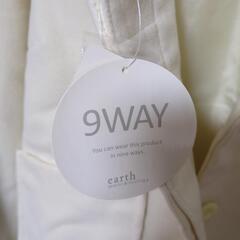 9WAY
You can wear this product
in nine ways.
earth